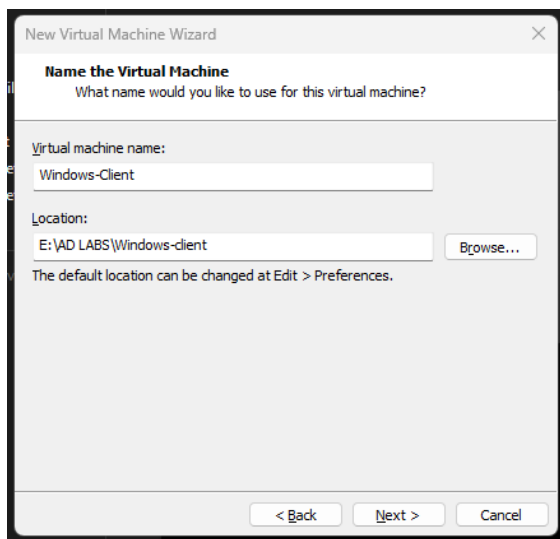 New Virtual Machine Wizard
Name the Virtual Machine
What name would you like to use for this virtual machine?
Virtual machine name:
Windows-Client
Location:
E:\AD LABS\Windows-client
Browse...
The default location can be changed at Edit > Preferences.
< Back Next > Cancel